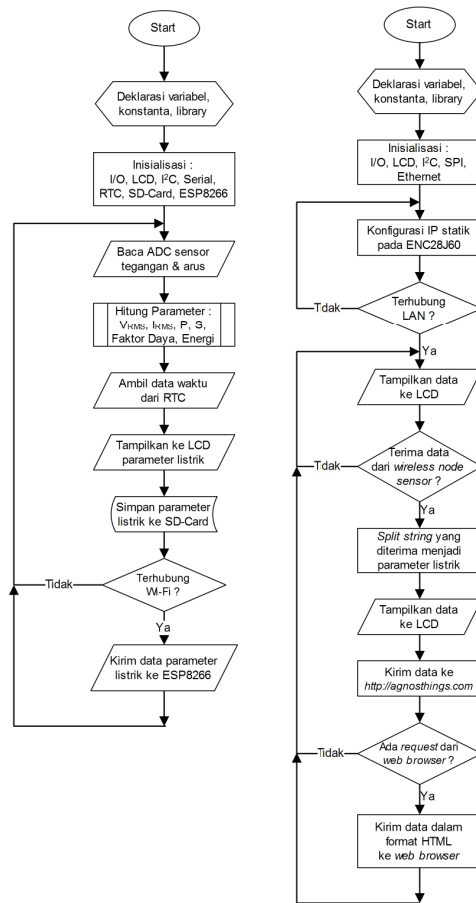 Start
Deklarasi variabel,
konstanta, library
Inisialisasi :
I/O, LCD, I²C, Serial,
RTC, SD-Card, ESP8266
Baca ADC sensor
tegangan & arus
Hitung Parameter :
VRMS, IRMS, P, S,
Faktor Daya, Energi
Ambil data waktu
dari RTC
Tampilkan ke LCD
parameter listrik
Simpan parameter
listrik ke SD-Card
Terhubung
Wi-Fi ?
Tidak
Ya
Kirim data parameter
listrik ke ESP8266
Start
Deklarasi variabel,
konstanta, library
Inisialisasi :
I/O, LCD, I²C, SPI,
Ethernet
Konfigurasi IP statik
pada ENC28J60
Terhubung
LAN ?
Tidak
Ya
Tampilkan data
ke LCD
Terima data
dari wireless node
sensor ?
Tidak
Ya
Split string yang
diterima menjadi
parameter listrik
Tampilkan data
ke LCD
Kirim data ke
http://agnosthings.com
Ada request dari
web browser ?
Tidak
Ya
Kirim data dalam
format HTML
ke web browser